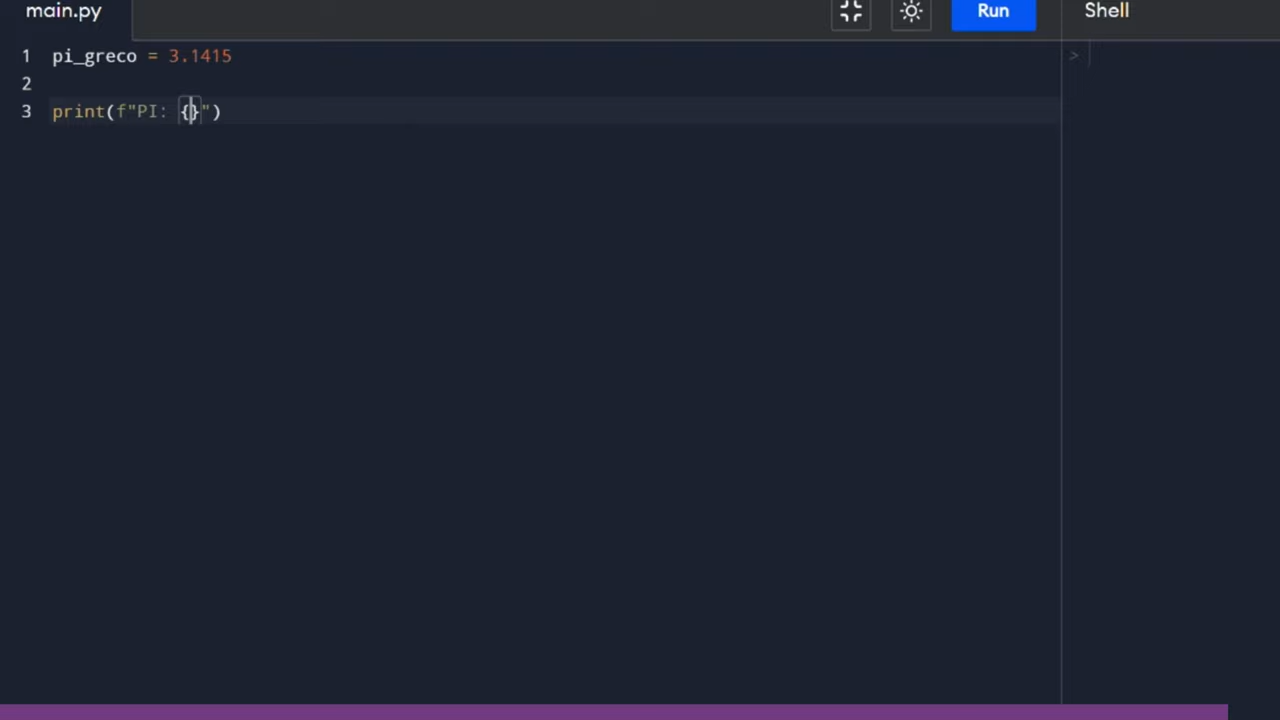 main.py
Run
Shell
1 pi_greco = 3.1415
2
3 print(f"PI: {}")
>